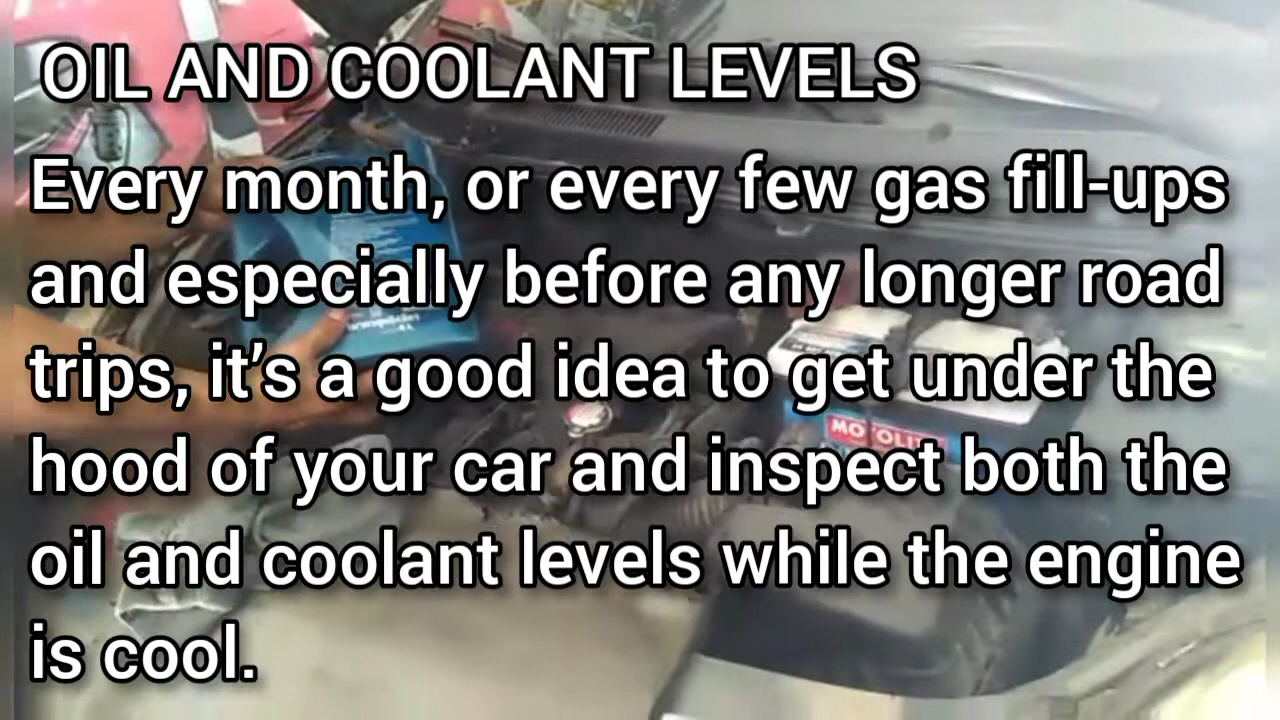 OIL AND COOLANT LEVELS
Every month, or every few gas fill-ups
and especially before any longer road
trips, it's a good idea to get under the
hood of your car and inspect both the
oil and coolant levels while the engine
is cool.